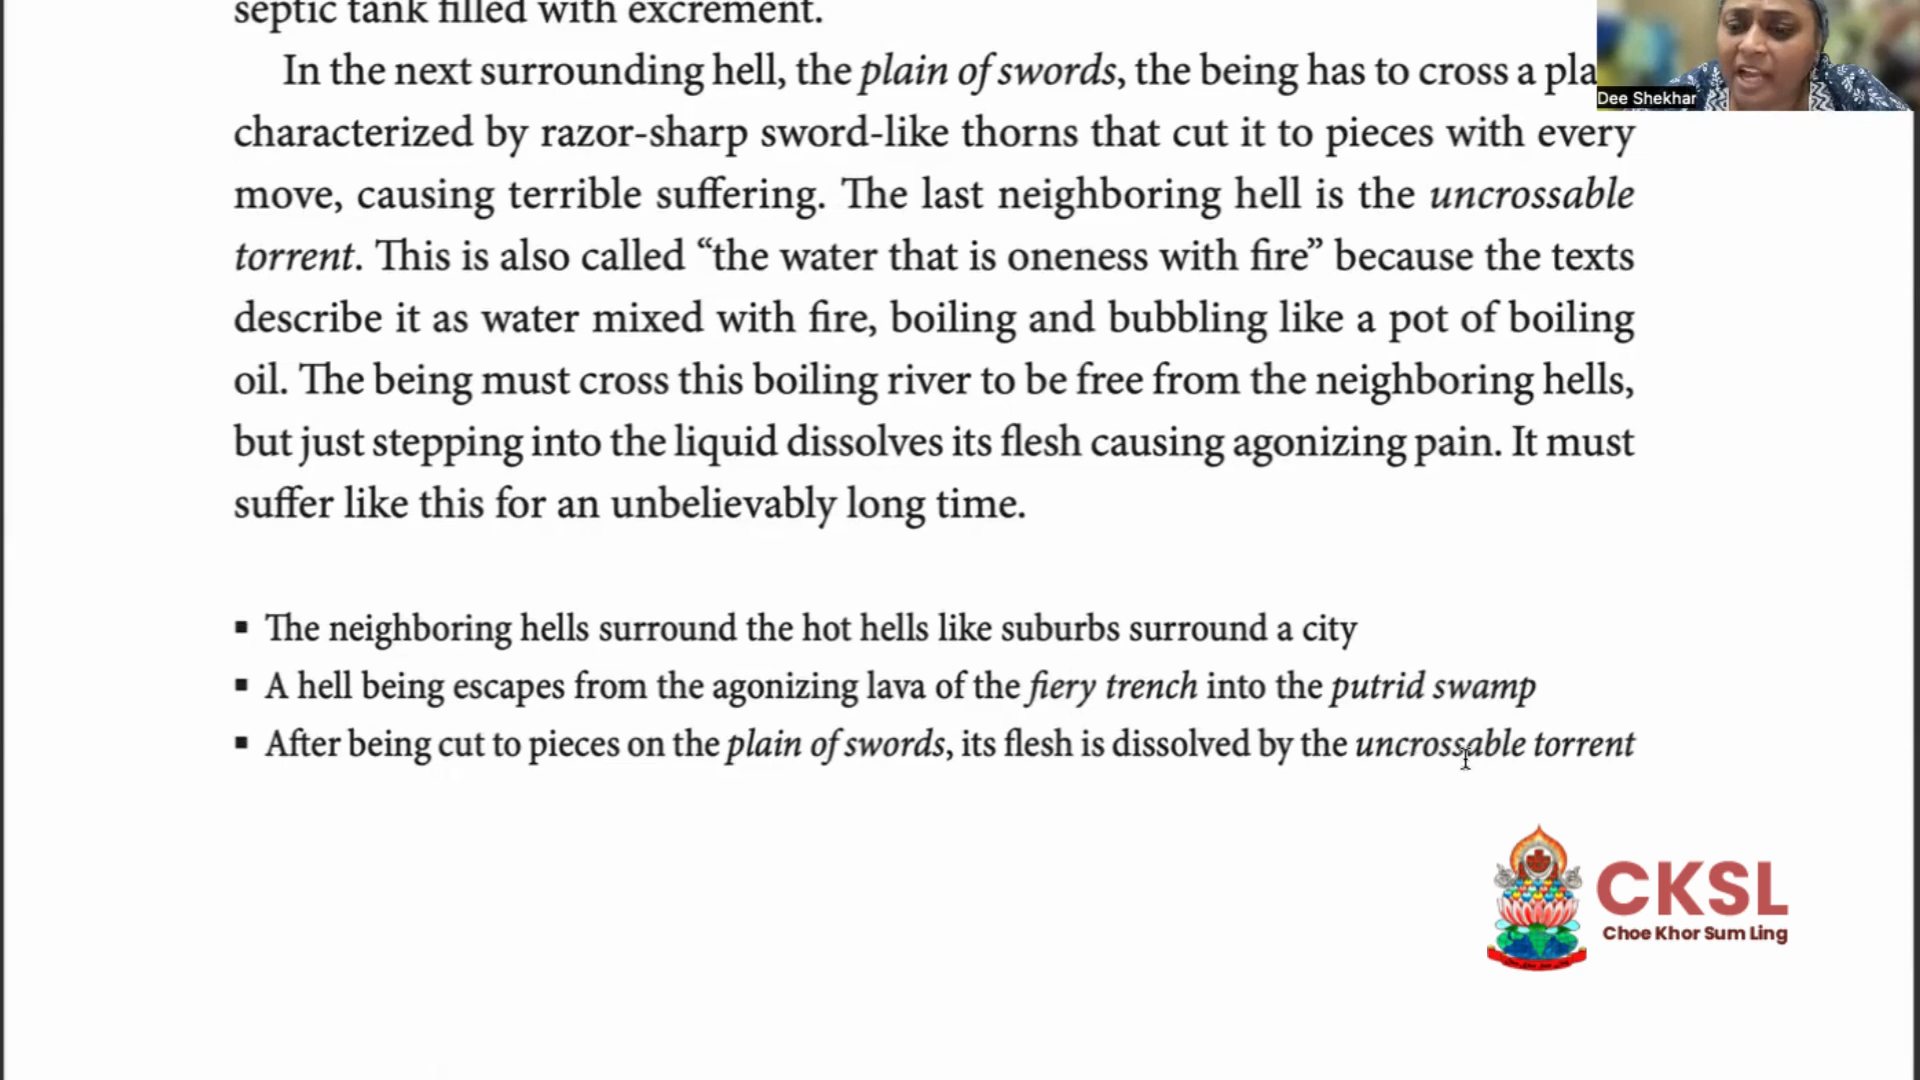 septic tank filled with excrement.
In the next surrounding hell, the plain of swords, the being has to cross a pla
Dee Shekhar
characterized by razor-sharp sword-like thorns that cut it to pieces with every
move, causing terrible suffering. The last neighboring hell is the uncrossable
torrent. This is also called “the water that is oneness with fire” because the texts
describe it as water mixed with fire, boiling and bubbling like a pot of boiling
oil. The being must cross this boiling river to be free from the neighboring hells,
but just stepping into the liquid dissolves its flesh causing agonizing pain. It must
suffer like this for an unbelievably long time.
▪ The neighboring hells surround the hot hells like suburbs surround a city
▪ A hell being escapes from the agonizing lava of the fiery trench into the putrid swamp
▪ After being cut to pieces on the plain of swords, its flesh is dissolved by the uncrossable torrent
CKSL
Choe Khor Sum Ling